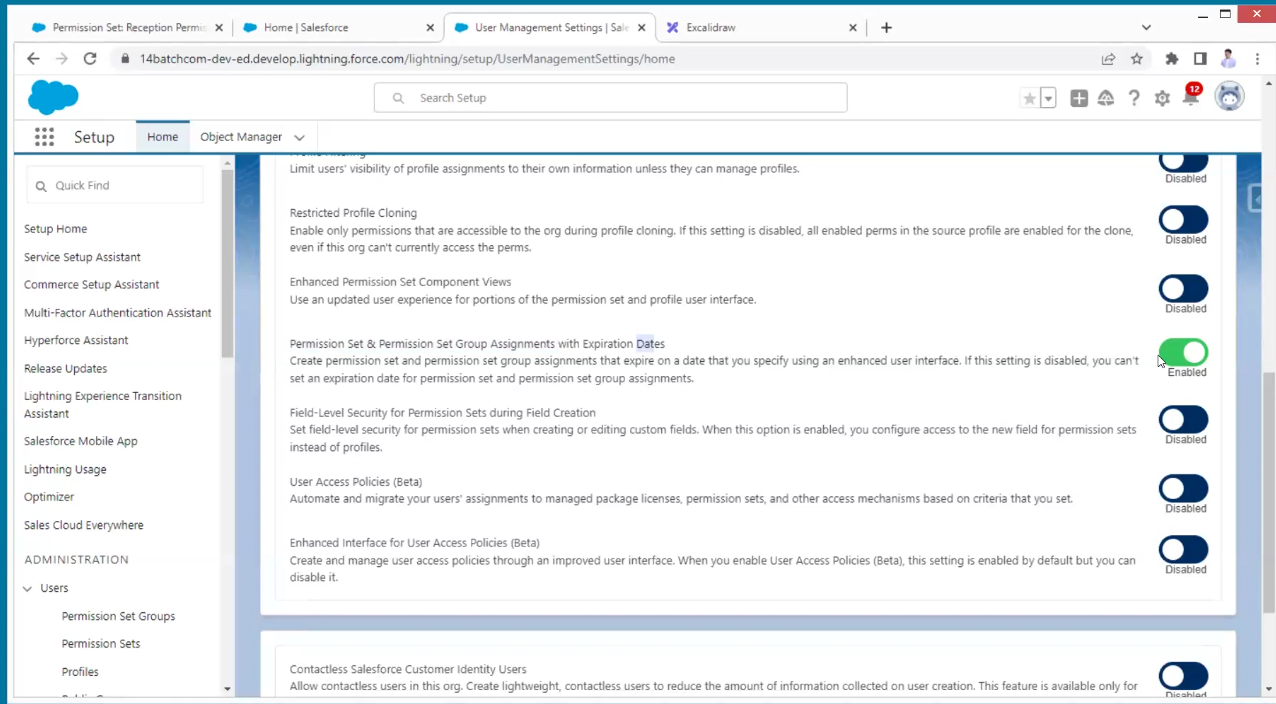 Permission Set: Reception Permis
Home | Salesforce
User Management Settings | Sale
Excalidraw
14batchcom-dev-ed.develop.lightning.force.com/lightning/setup/UserManagementSettings/home
Search Setup
12
Setup
Home
Object Manager
Quick Find
Setup Home
Service Setup Assistant
Commerce Setup Assistant
Multi-Factor Authentication Assistant
Hyperforce Assistant
Release Updates
Lightning Experience Transition
Assistant
Salesforce Mobile App
Lightning Usage
Optimizer
Sales Cloud Everywhere
ADMINISTRATION
Users
Permission Set Groups
Permission Sets
Profiles
Limit users' visibility of profile assignments to their own information unless they can manage profiles.
Disabled
Restricted Profile Cloning
Enable only permissions that are accessible to the org during profile cloning. If this setting is disabled, all enabled perms in the source profile are enabled for the clone,
even if this org can't currently access the perms.
Disabled
Enhanced Permission Set Component Views
Use an updated user experience for portions of the permission set and profile user interface.
Disabled
Permission Set & Permission Set Group Assignments with Expiration Dates
Create permission set and permission set group assignments that expire on a date that you specify using an enhanced user interface. If this setting is disabled, you can't
set an expiration date for permission set and permission set group assignments.
Enabled
Field-Level Security for Permission Sets during Field Creation
Set field-level security for permission sets when creating or editing custom fields. When this option is enabled, you configure access to the new field for permission sets
instead of profiles.
Disabled
User Access Policies (Beta)
Automate and migrate your users' assignments to managed package licenses, permission sets, and other access mechanisms based on criteria that you set.
Disabled
Enhanced Interface for User Access Policies (Beta)
Create and manage user access policies through an improved user interface. When you enable User Access Policies (Beta), this setting is enabled by default but you can
disable it.
Disabled
Contactless Salesforce Customer Identity Users
Allow contactless users in this org. Create lightweight, contactless users to reduce the amount of information collected on user creation. This feature is available only for
Disabled